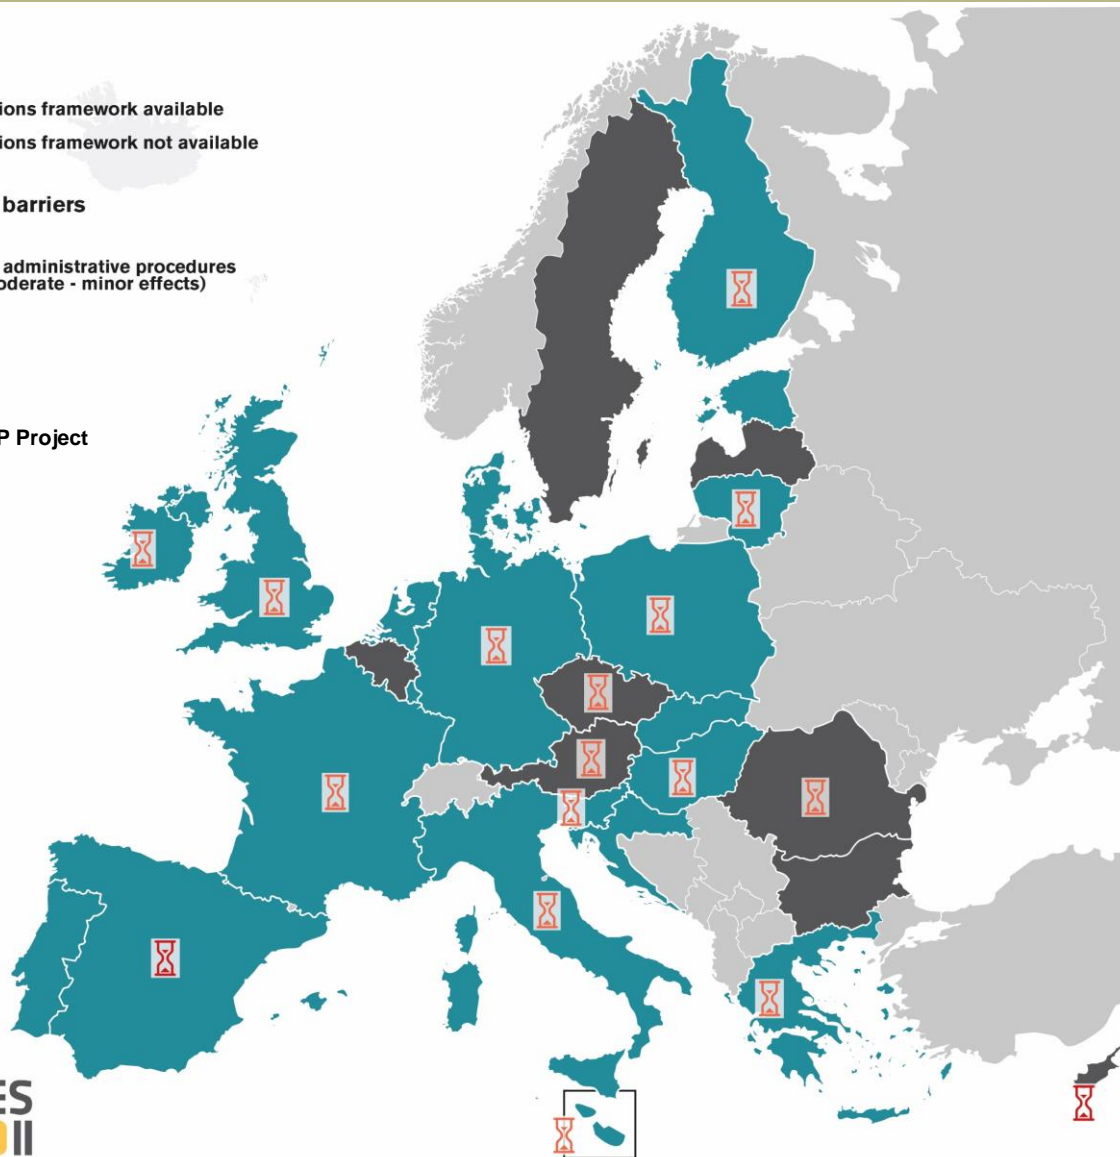 ions framework available
ions framework not available
barriers
administrative procedures
oderate - minor effects)
P Project
ES
II